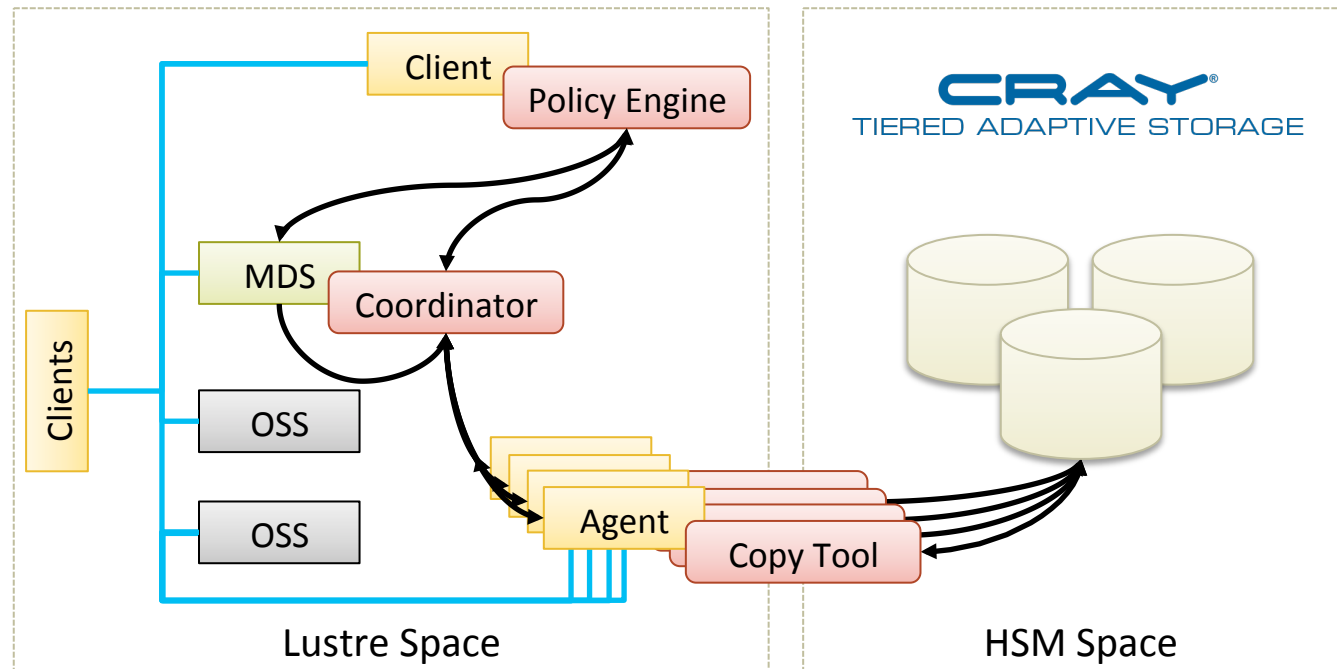 Client
Policy Engine
CRAY®
TIERED ADAPTIVE STORAGE
MDS
Coordinator
Clients
OSS
OSS
Agent
Copy Tool
Lustre Space
HSM Space